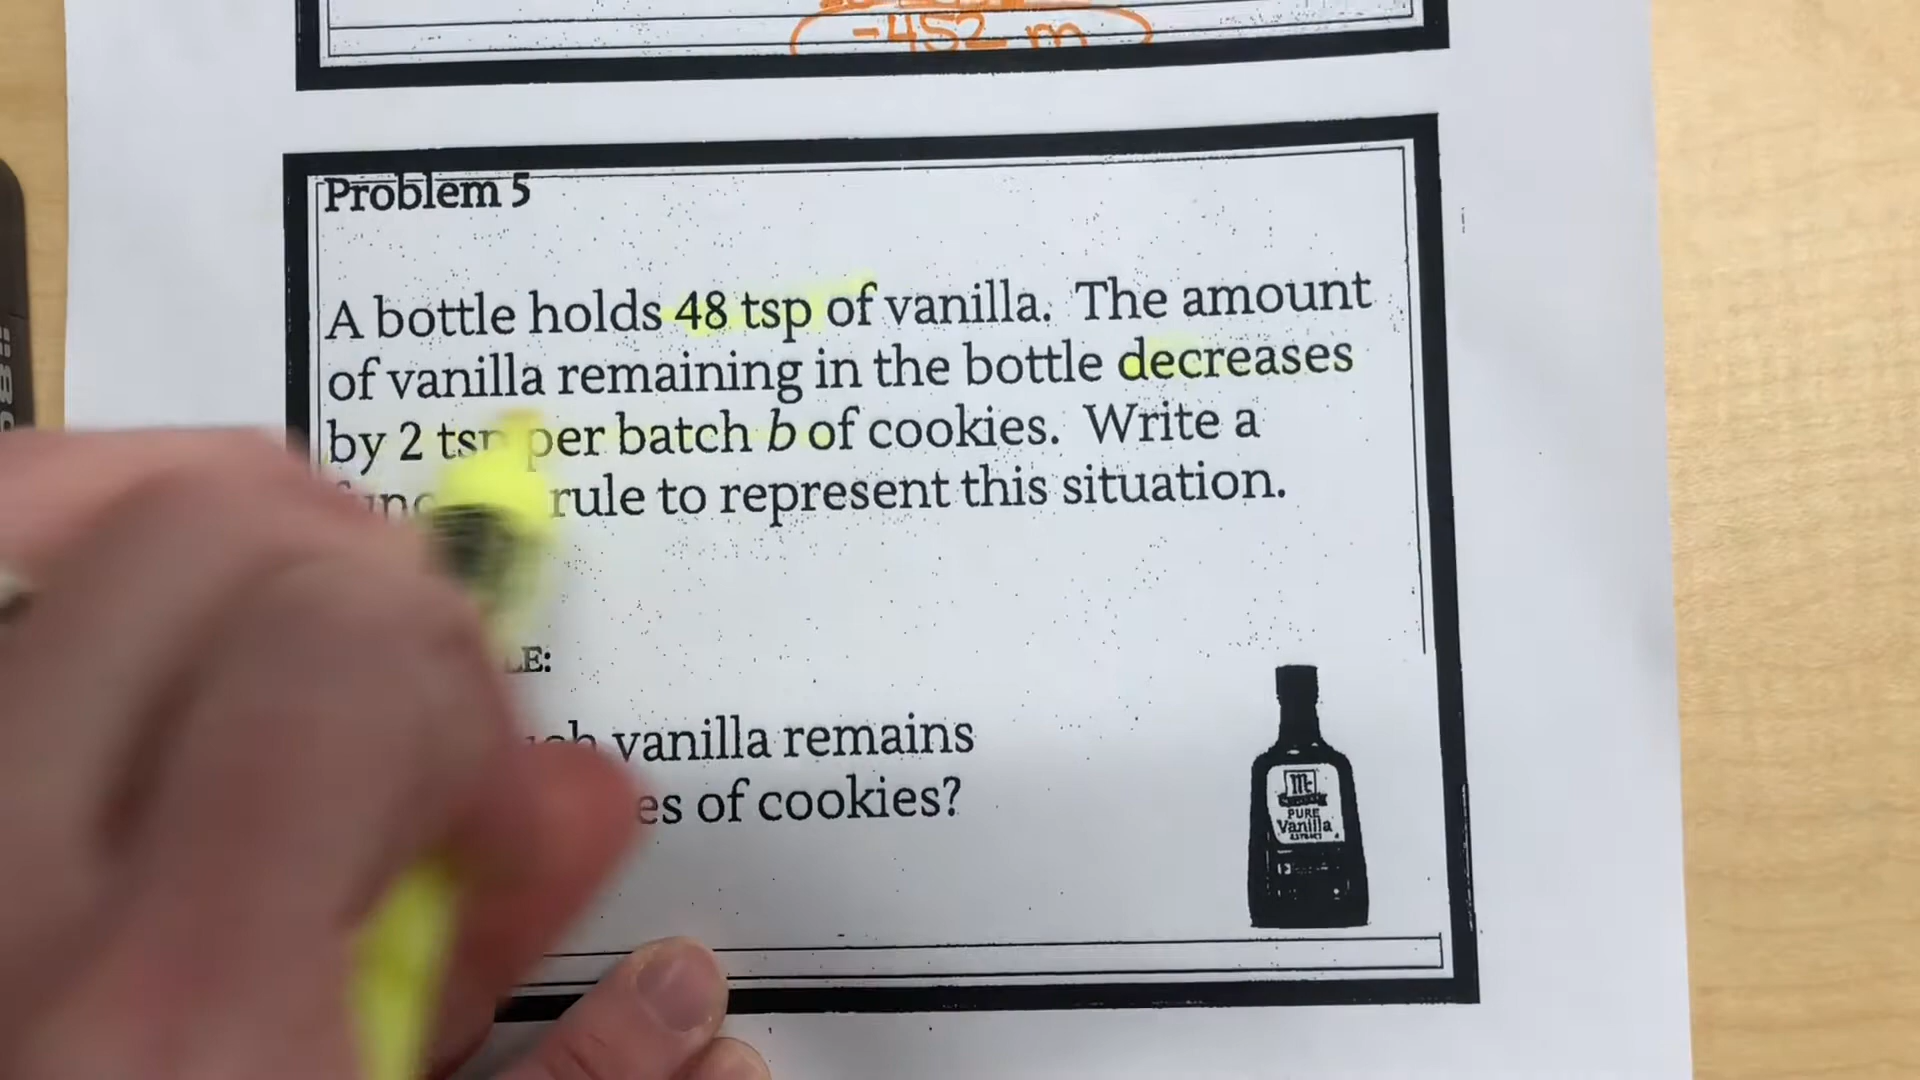 -452 m
Problem 5
A bottle holds 48 tsp of vanilla. The amount
of vanilla remaining in the bottle decreases
by 2 tsp per batch b of cookies. Write a
rule to represent this situation.
vanilla remains
of cookies?
PURE
Vanilla